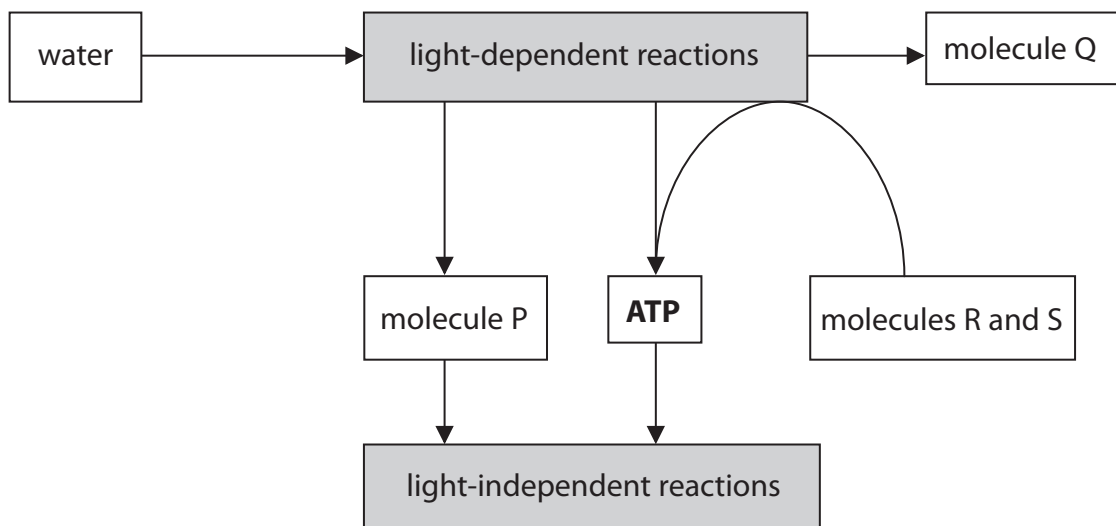 water
light-dependent reactions
molecule Q
molecule P
ATP
molecules R and S
light-independent reactions